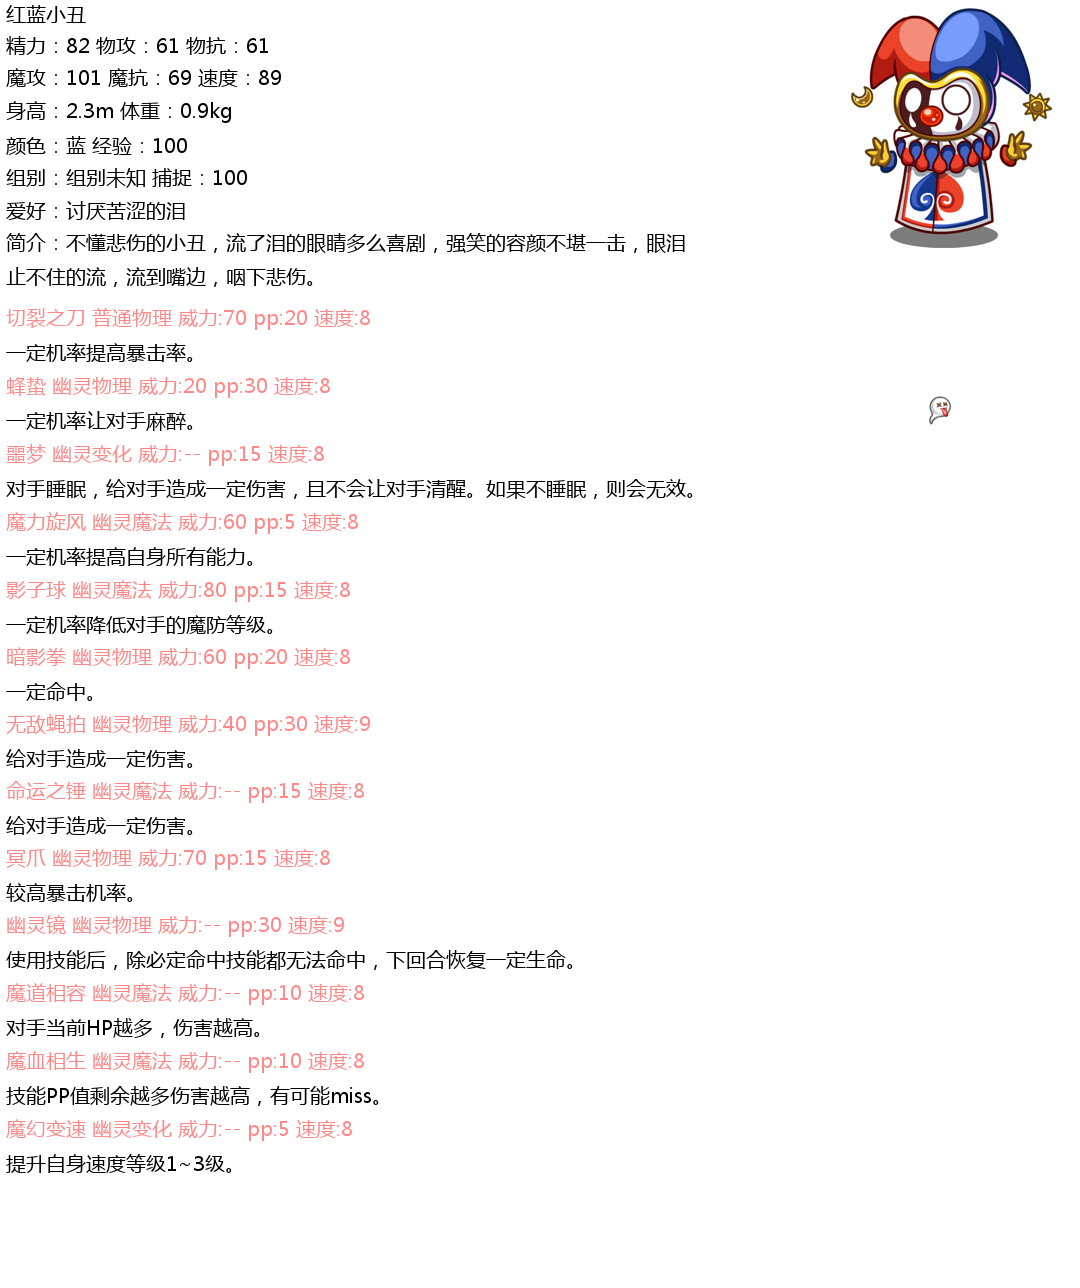 红蓝小丑
精力：82 物攻：61 物抗：61
魔攻：101 魔抗：69 速度：89
身高：2.3m 体重：0.9kg
颜色：蓝 经验：100
组别：组别未知 捕捉：100
爱好：讨厌苦涩的泪
简介：不懂悲伤的小丑，流了泪的眼睛多么喜剧，强笑的容颜不堪一击，眼泪
止不住的流，流到嘴边，咽下悲伤。
切裂之刀 普通物理 威力:70 pp:20 速度:8
一定机率提高暴击率。
蜂蛰 幽灵物理 威力:20 pp:30 速度:8
一定机率让对手麻醉。
噩梦 幽灵变化 威力:-- pp:15 速度:8
对手睡眠，给对手造成一定伤害，且不会让对手清醒。如果不睡眠，则会无效。
魔力旋风 幽灵魔法 威力:60 pp:5 速度:8
一定机率提高自身所有能力。
影子球 幽灵魔法 威力:80 pp:15 速度:8
一定机率降低对手的魔防等级。
暗影拳 幽灵物理 威力:60 pp:20 速度:8
一定命中。
无敌蝇拍 幽灵物理 威力:40 pp:30 速度:9
给对手造成一定伤害。
命运之锤 幽灵魔法 威力:-- pp:15 速度:8
给对手造成一定伤害。
冥爪 幽灵物理 威力:70 pp:15 速度:8
较高暴击机率。
幽灵镜 幽灵物理 威力:-- pp:30 速度:9
使用技能后，除必定命中技能都无法命中，下回合恢复一定生命。
魔道相容 幽灵魔法 威力:-- pp:10 速度:8
对手当前HP越多，伤害越高。
魔血相生 幽灵魔法 威力:-- pp:10 速度:8
技能PP值剩余越多伤害越高，有可能miss。
魔幻变速 幽灵变化 威力:-- pp:5 速度:8
提升自身速度等级1~3级。